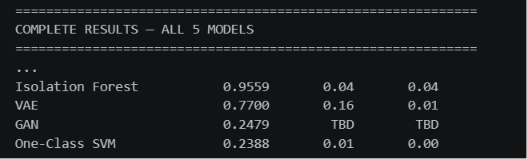 ==============================================================
COMPLETE RESULTS — ALL 5 MODELS
==============================================================
...
Isolation Forest 0.9559 0.04 0.04
VAE 0.7700 0.16 0.01
GAN 0.2479 TBD TBD
One-Class SVM 0.2388 0.01 0.00